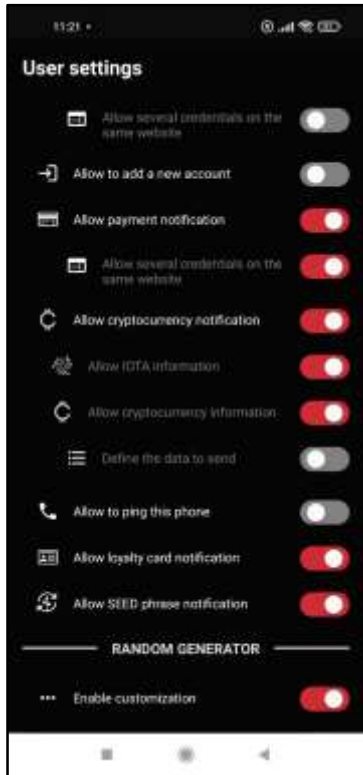 11:21
User settings
Allow several credentials on the
same website
Allow to add a new account
Allow payment notification
Allow several credentials on the
same website
Allow cryptocurrency notification
Allow IOTA information
Allow cryptocurrency information
Define the data to send
Allow to ping this phone
Allow loyalty card notification
Allow SEED phrase notification
RANDOM GENERATOR
Enable customization